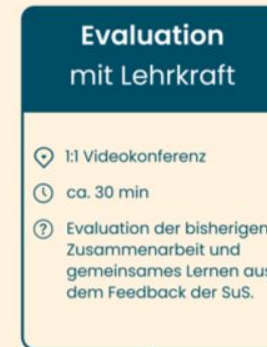 Evaluation
mit Lehrkraft
1:1 Videokonferenz
ca. 30 min
Evaluation der bisherigen
Zusammenarbeit und
gemeinsames Lernen aus
dem Feedback der SuS.